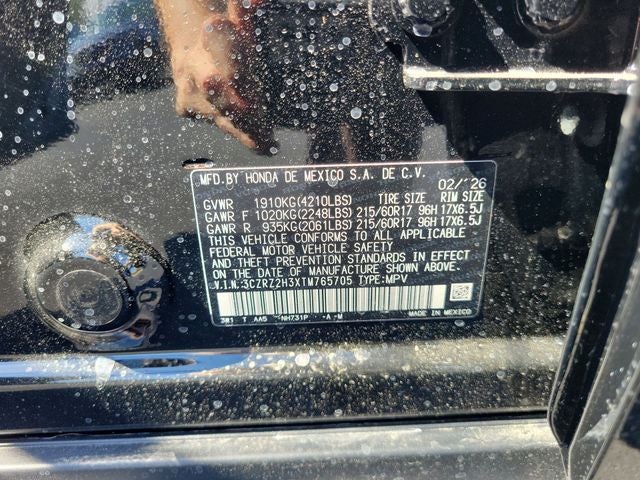 MFD.BY HONDA DE MEXICO S.A. DE C.V.
02/'26
GVWR 1910KG(4210LBS) TIRE SIZE RIM SIZE
GAWR F 1020KG(2248LBS) 215/60R17 96H 17X6.5J
GAWR R 935KG(2061LBS) 215/60R17 96H 17X6.5J
THIS VEHICLE CONFORMS TO ALL APPLICABLE
FEDERAL MOTOR VEHICLE SAFETY
AND THEFT PREVENTION STANDARDS IN EFFECT
ON THE DATE OF MANUFACTURE SHOWN ABOVE.
V.I.N.:3CZRZ2H3XTM765705 TYPE:MPV
3W1 T AA5 NH731P -A-M MADE IN MEXICO